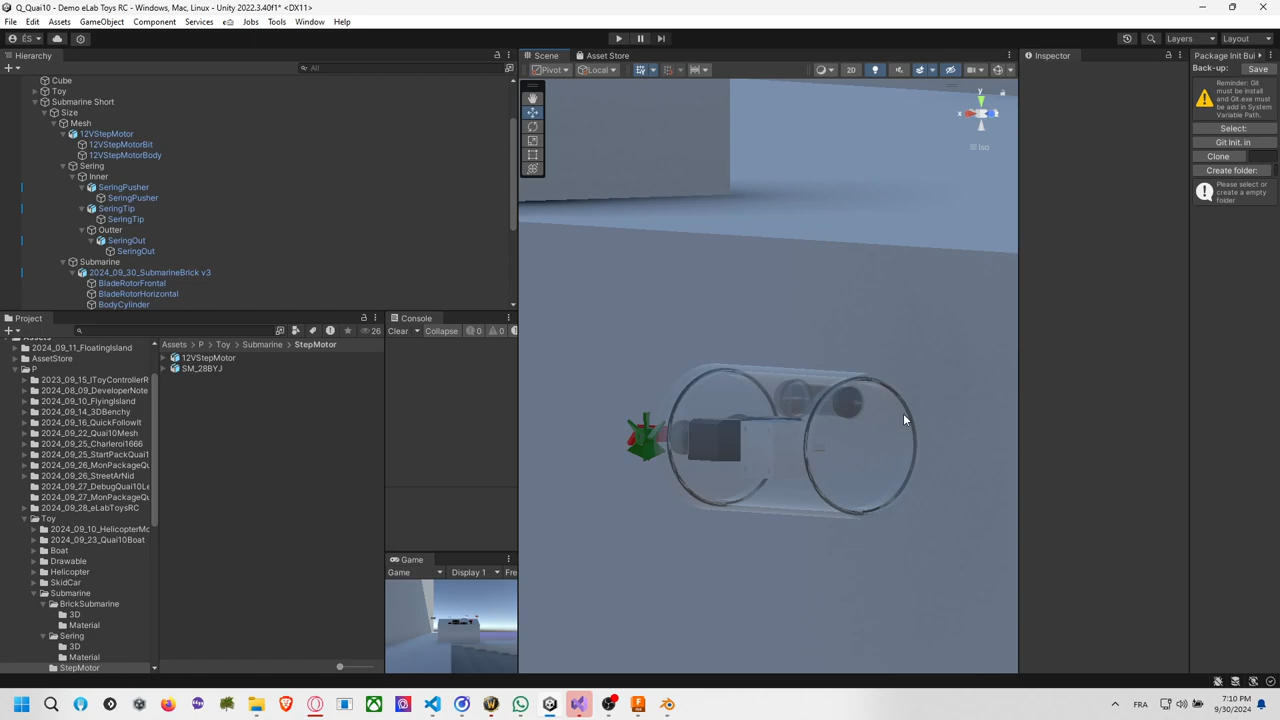 Q_Quai10 - Demo eLab Toys RC - Windows, Mac, Linux - Unity 2022.3.40f1* <DX11>
File Edit Assets GameObject Component Services Jobs Tools Window Help
ÉS
Layers Layout
Hierarchy
All
Cube
Toy
Submarine Short
Size
Mesh
12VStepMotor
12VStepMotorBit
12VStepMotorBody
Sering
Inner
SeringPusher
SeringPusher
SeringTip
SeringTip
Outter
SeringOut
SeringOut
Submarine
2024_09_30_SubmarineBrick v3
BladeRotorFrontal
BladeRotorHorizontal
BodyCylinder
Scene Asset Store
Pivot Local
2D
y
x
z
Iso
Inspector
Package Init Bui
Back-up: Save
Reminder: Git must be install and Git.exe must be add in System Variable Path.
Select:
Git Init. in
Clone
Create folder:
Please select or create a empty folder
Project
26
Assets
2024_09_11_FloatingIsland
AssetStore
P
2023_09_15_IToyControllerR
2024_08_09_DeveloperNote
2024_09_10_FlyingIsland
2024_09_14_3DBenchy
2024_09_16_QuickFollowIt
2024_09_22_Quai10Mesh
2024_09_25_Charleroi1666
2024_09_25_StartPackQuai1
2024_09_26_MonPackageQu
2024_09_26_StreetArNid
2024_09_27_DebugQuai10Le
2024_09_27_MonPackageQu
2024_09_28_eLabToysRC
Toy
2024_09_10_HelicopterMo
2024_09_23_Quai10Boat
Boat
Drawable
Helicopter
SkidCar
Submarine
BrickSubmarine
3D
Material
Sering
3D
Material
StepMotor
Assets > P > Toy > Submarine > StepMotor
12VStepMotor
SM_28BYJ
Console
Clear Collapse 0 0
Game
Game Display 1 Fre
FRA
7:10 PM
9/30/2024